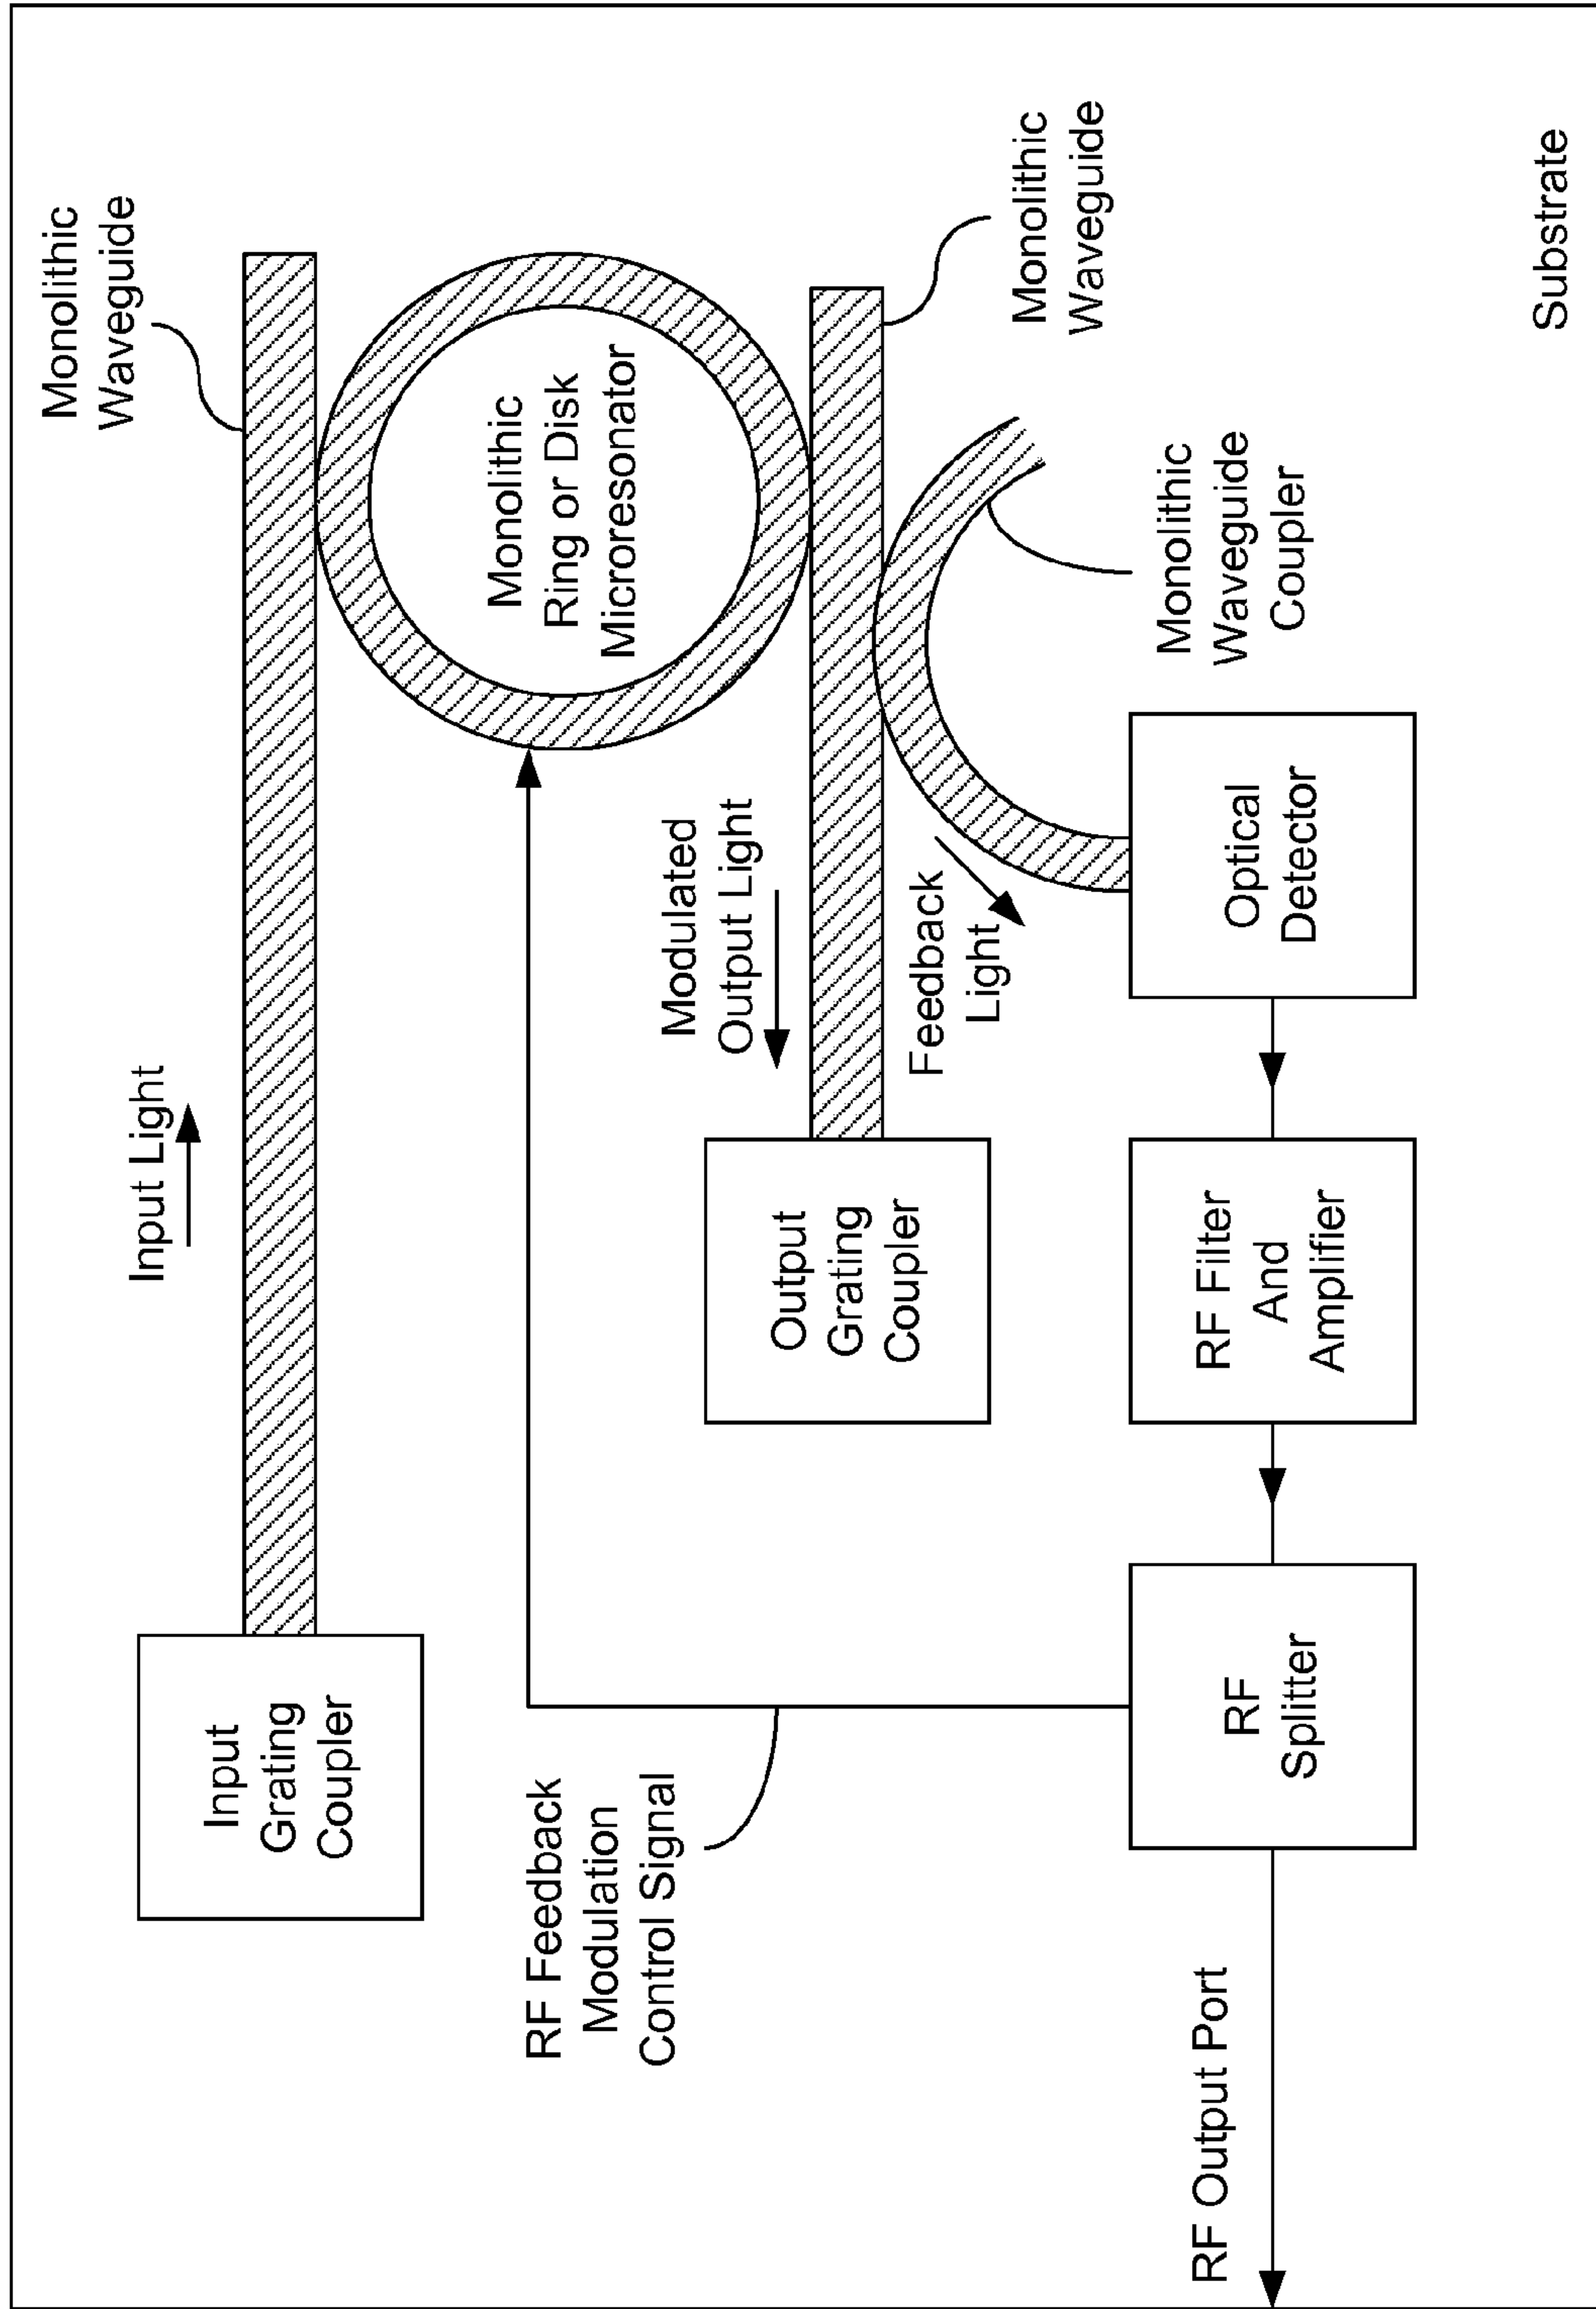 Monolithic
Waveguide
Input Light
Input
Grating
Coupler
Monolithic
Ring or Disk
Microresonator
RF Feedback
Modulation
Control Signal
Modulated
Output Light
Output
Grating
Coupler
Feedback
Light
Monolithic
Waveguide
Monolithic
Waveguide
Coupler
RF Output Port
RF
Splitter
RF Filter
And
Amplifier
Optical
Detector
Substrate